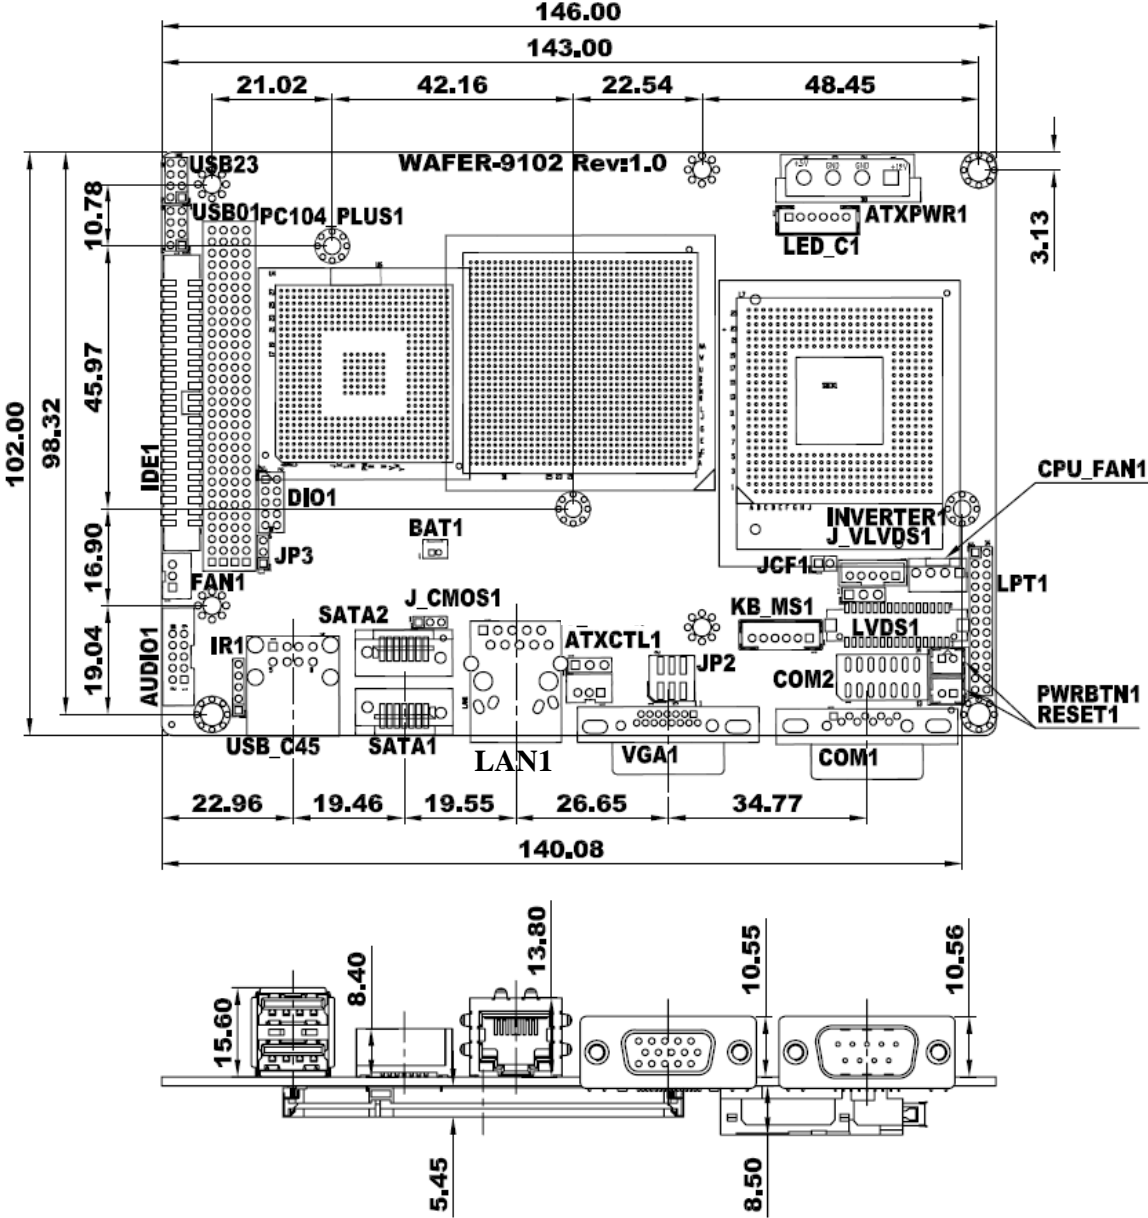 146.00
143.00
21.02
42.16
22.54
48.45
USB23
WAFER-9102 Rev:1.0
+5V
GND
GND
+12V
USB01
PC104_PLUS1
ATXPWR1
LED_C1
10.78
3.13
45.97
98.32
102.00
IDE1
CPU_FAN1
DIO1
INVERTER1
J_VLVDS1
BAT1
JP3
JCF1
16.90
FAN1
LPT1
J_CMOS1
SATA2
KB_MS1
LVDS1
ATXCTL1
IR1
JP2
AUDIO1
19.04
COM2
PWRBTN1
RESET1
USB_C45
SATA1
LAN1
VGA1
COM1
22.96
19.46
19.55
26.65
34.77
140.08
15.60
8.40
13.80
10.55
10.56
5.45
8.50